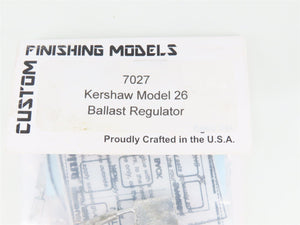 CUSTOM
FINISHING MODELS
7027
Kershaw Model 26
Ballast Regulator
Proudly Crafted in the U.S.A.